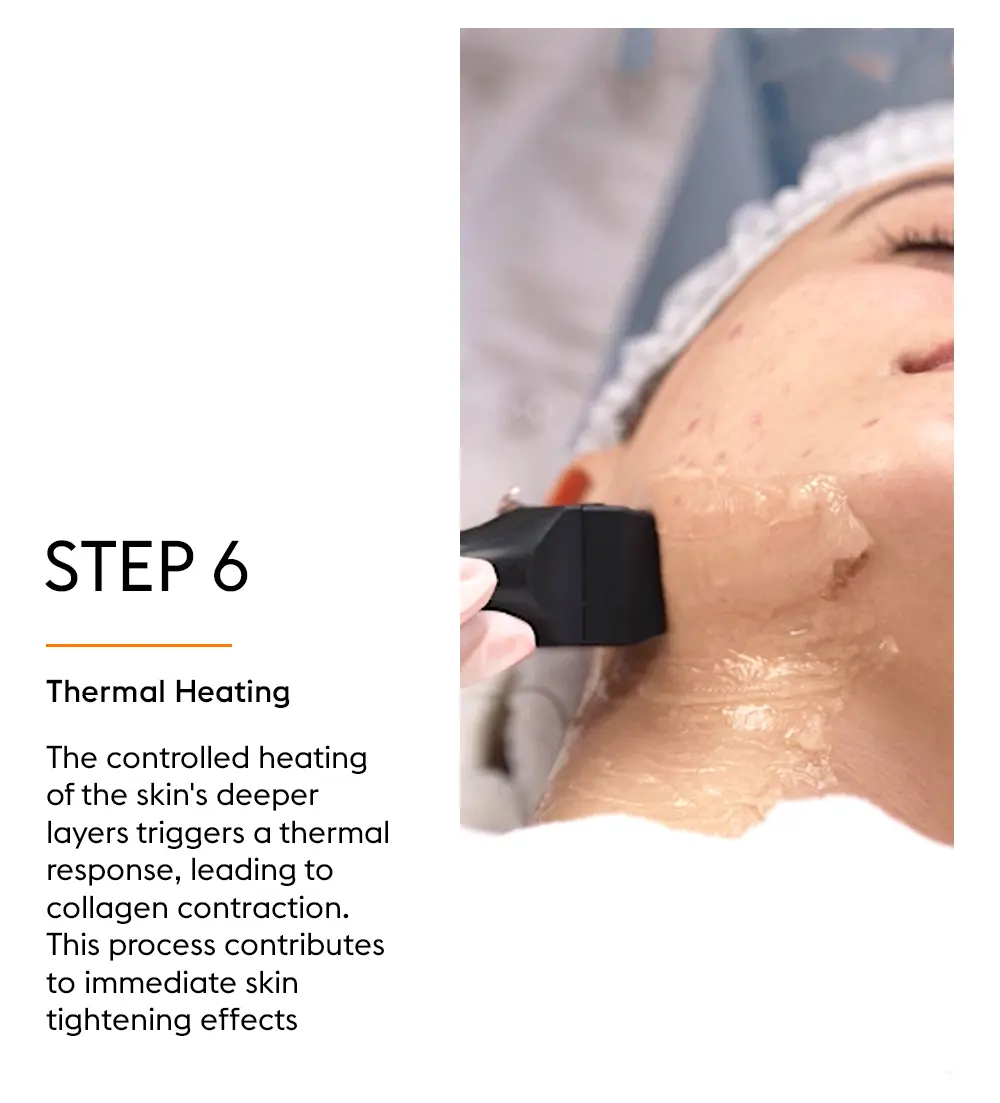 STEP 6
Thermal Heating
The controlled heating
of the skin's deeper
layers triggers a thermal
response, leading to
collagen contraction.
This process contributes
to immediate skin
tightening effects